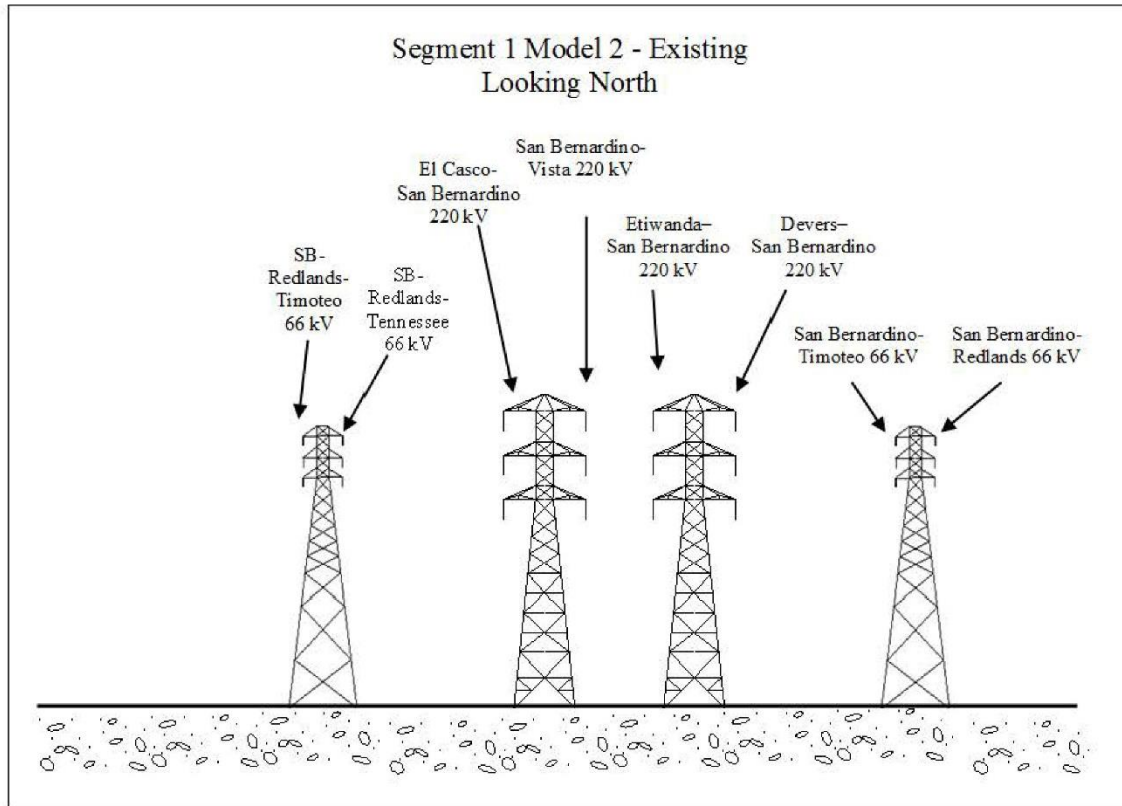 Segment 1 Model 2 - Existing
Looking North
SB-
Redlands-
Timoteo
66 kV
SB-
Redlands-
Tennessee
66 kV
El Casco-
San Bernardino
220 kV
San Bernardino-
Vista 220 kV
Etiwanda–
San Bernardino
220 kV
Devers–
San Bernardino
220 kV
San Bernardino-
Timoteo 66 kV
San Bernardino-
Redlands 66 kV